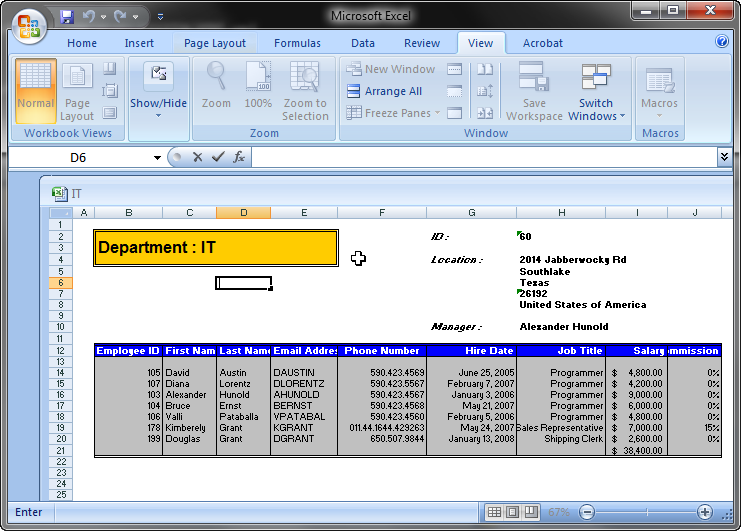 Microsoft Excel
Home Insert Page Layout Formulas Data Review View Acrobat
Normal Page Layout Show/Hide Zoom 100% Zoom to Selection New Window Arrange All Freeze Panes Save Workspace Switch Windows Macros
Workbook Views Zoom Window Macros
D6 fx
IT
A B C D E F G H I J
1
2 Department : IT ID : 60
3
4 Location : 2014 Jabberwocky Rd
5 Southlake
6 Texas
7 26192
8 United States of America
9
10 Manager : Alexander Hunold
11
12 Employee ID First Nam Last Name Email Addres Phone Number Hire Date Job Title Salary mmission
13
14 105 David Austin DAUSTIN 590.423.4569 June 25, 2005 Programmer $ 4,800.00 0%
15 107 Diana Lorentz DLORENTZ 590.423.5567 February 7, 2007 Programmer $ 4,200.00 0%
16 103 Alexander Hunold AHUNOLD 590.423.4567 January 3, 2006 Programmer $ 9,000.00 0%
17 104 Bruce Ernst BERNST 590.423.4568 May 21, 2007 Programmer $ 6,000.00 0%
18 106 Valli Pataballa VPATABAL 590.423.4560 February 5, 2006 Programmer $ 4,800.00 0%
19 178 Kimberely Grant KGRANT 011.44.1644.429263 May 24, 2007 Sales Representative $ 7,000.00 15%
20 199 Douglas Grant DGRANT 650.507.9844 January 13, 2008 Shipping Clerk $ 2,600.00 0%
21 $ 38,400.00
22
23
24
25
Enter 67%